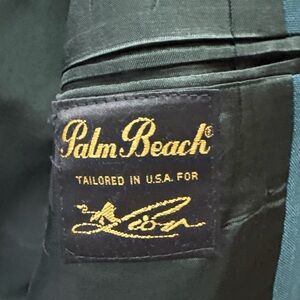 Palm Beach®
TAILORED IN U.S.A. FOR